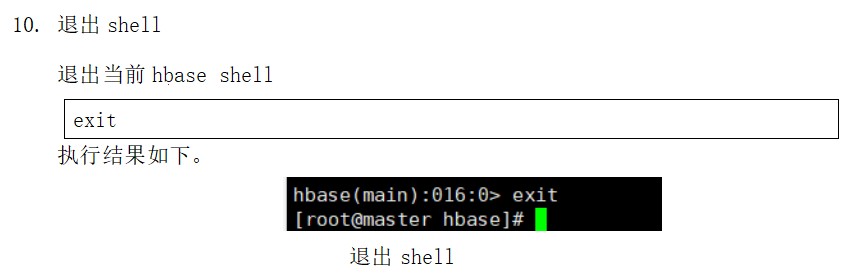 10. 退出 shell
退出当前 hbase shell
exit
执行结果如下。
hbase(main):016:0> exit
[root@master hbase]#
退出 shell